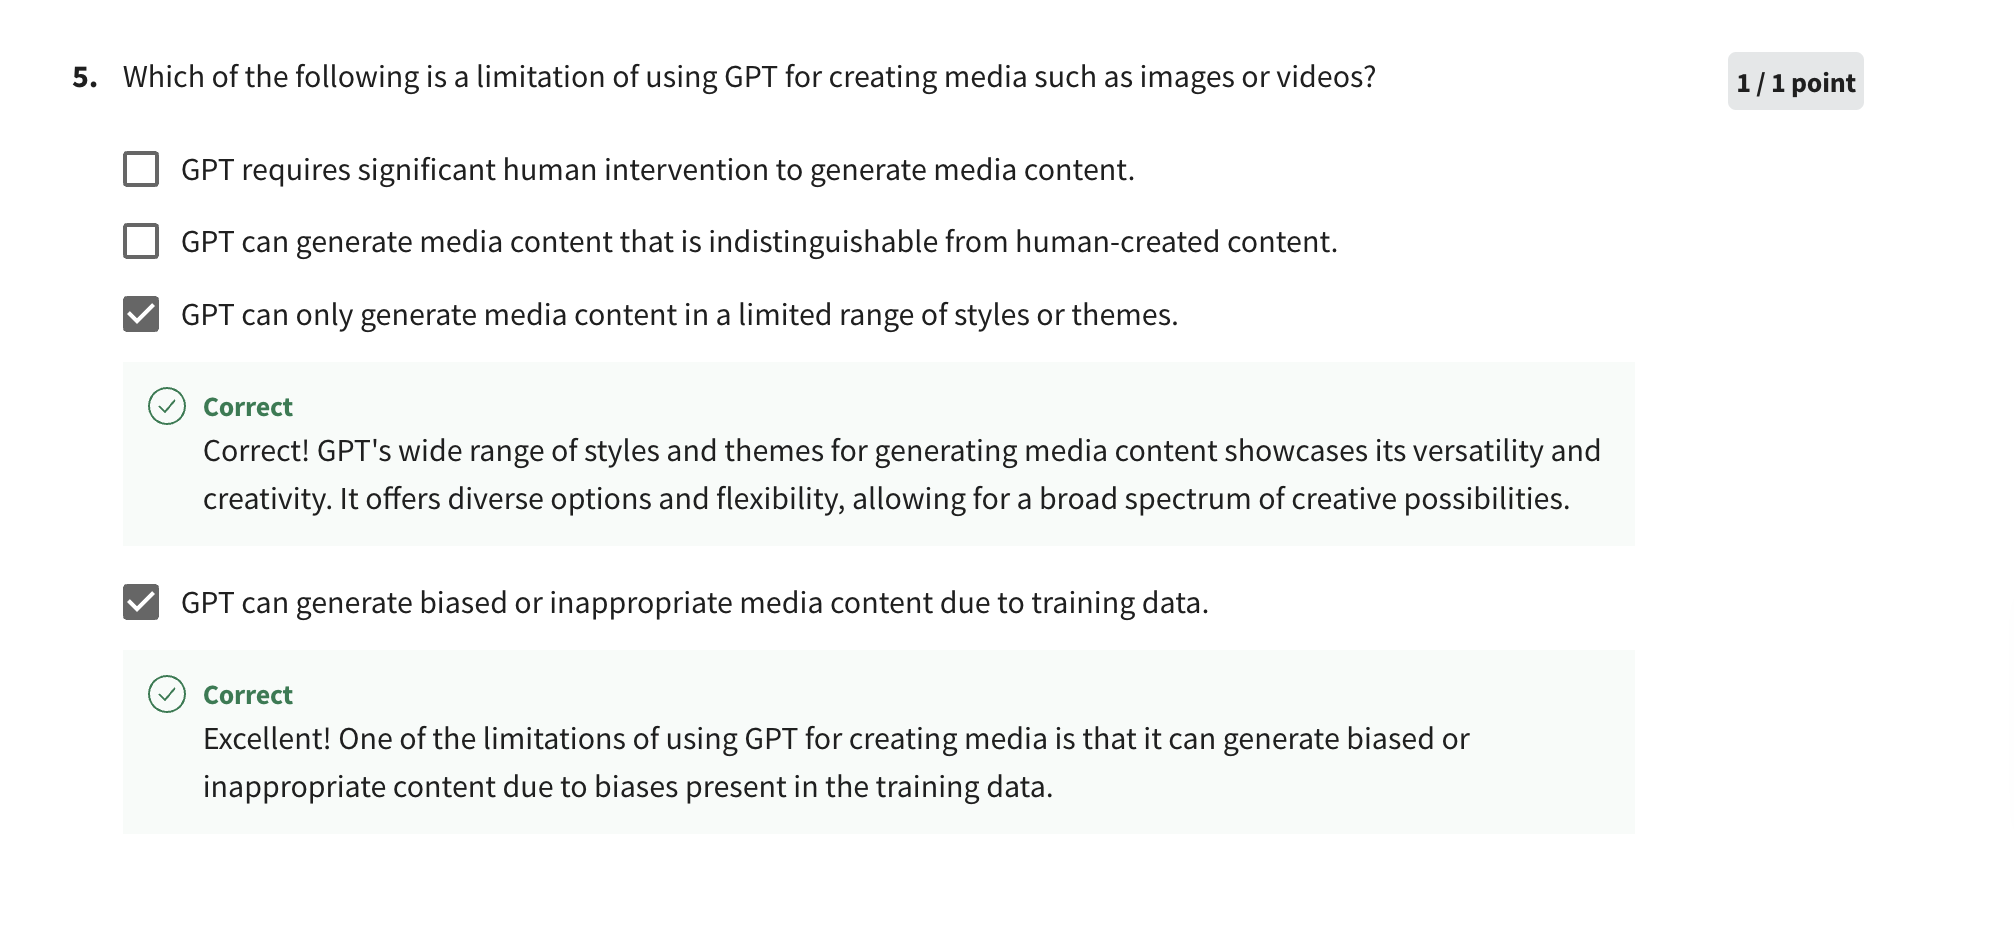 5. Which of the following is a limitation of using GPT for creating media such as images or videos?
1 / 1 point
GPT requires significant human intervention to generate media content.
GPT can generate media content that is indistinguishable from human-created content.
GPT can only generate media content in a limited range of styles or themes.
Correct
Correct! GPT's wide range of styles and themes for generating media content showcases its versatility and
creativity. It offers diverse options and flexibility, allowing for a broad spectrum of creative possibilities.
GPT can generate biased or inappropriate media content due to training data.
Correct
Excellent! One of the limitations of using GPT for creating media is that it can generate biased or
inappropriate content due to biases present in the training data.